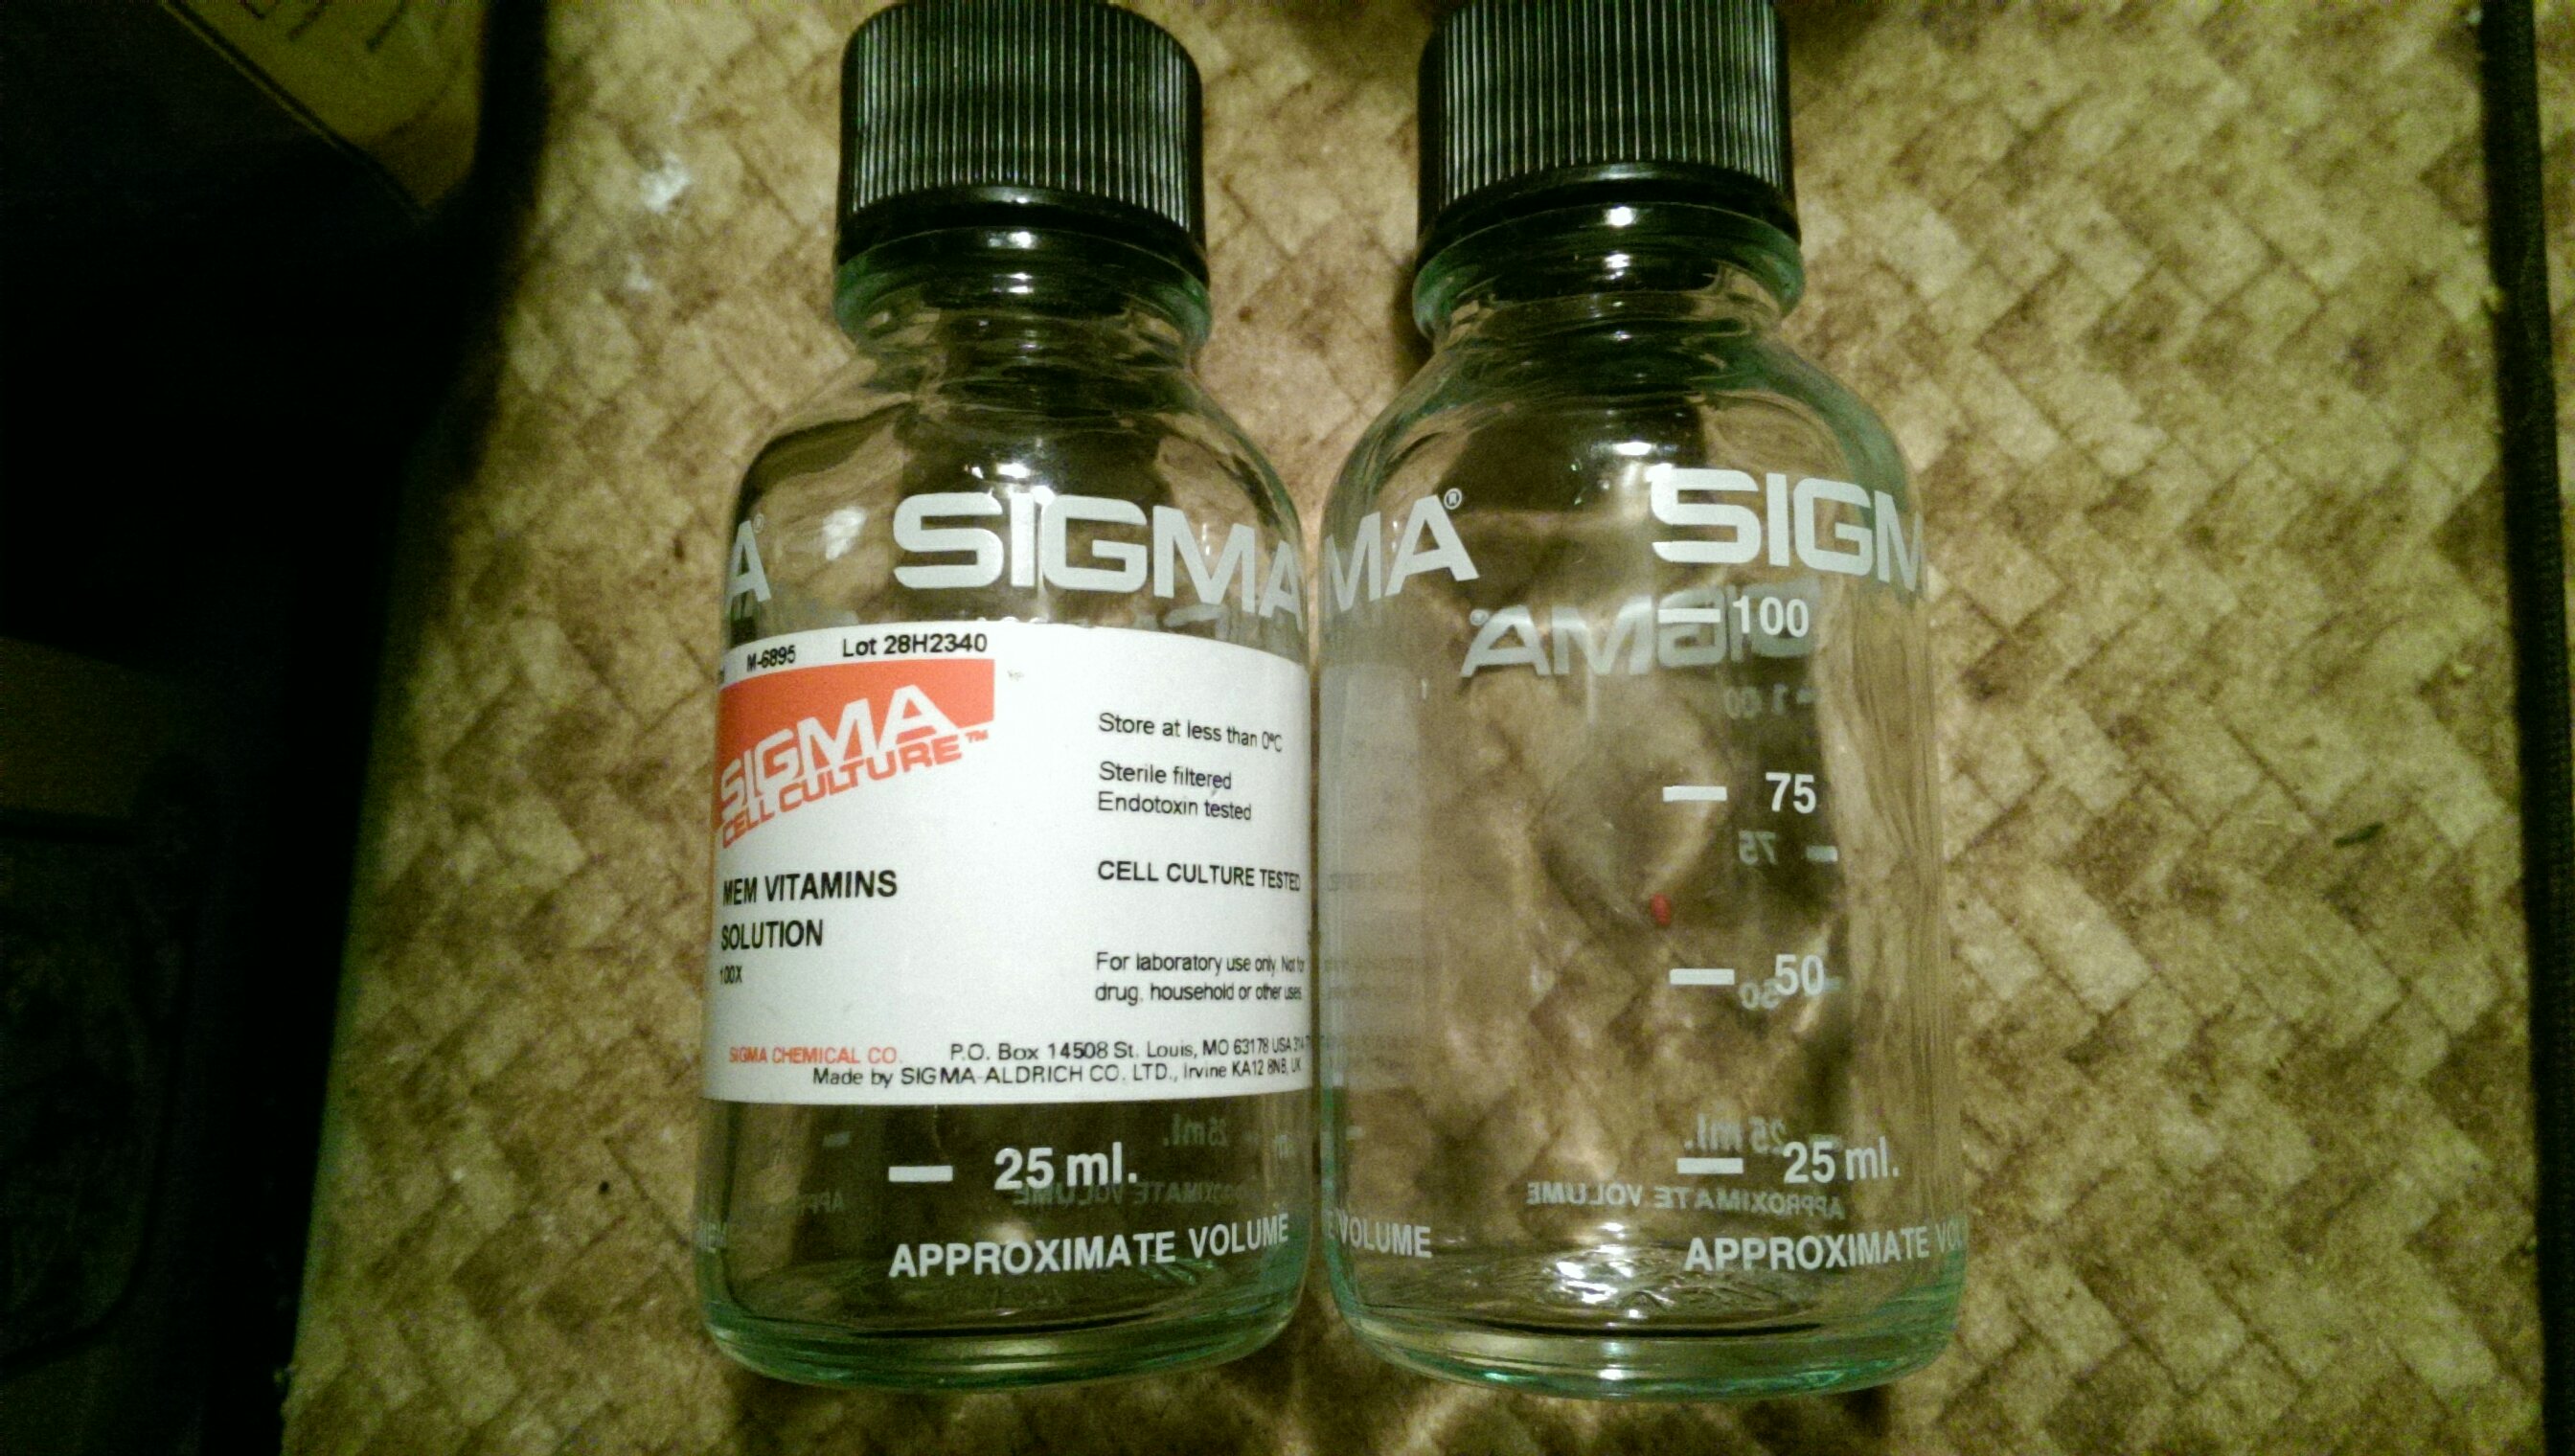 A® SIGMA
M-6895 Lot 28H2340
SIGMA
CELL CULTURE™
MEM VITAMINS
SOLUTION
100X
Store at less than 0°C
Sterile filtered
Endotoxin tested
CELL CULTURE TESTED
For laboratory use only. Not for
drug, household or other uses.
SIGMA CHEMICAL CO. P.O. Box 14508 St. Louis, MO 63178 USA
Made by SIGMA-ALDRICH CO. LTD., Irvine KA12 8NB, UK
25 ml.
APPROXIMATE VOLUME
MA® SIGM
100
75
50
25 ml.
VOLUME APPROXIMATE